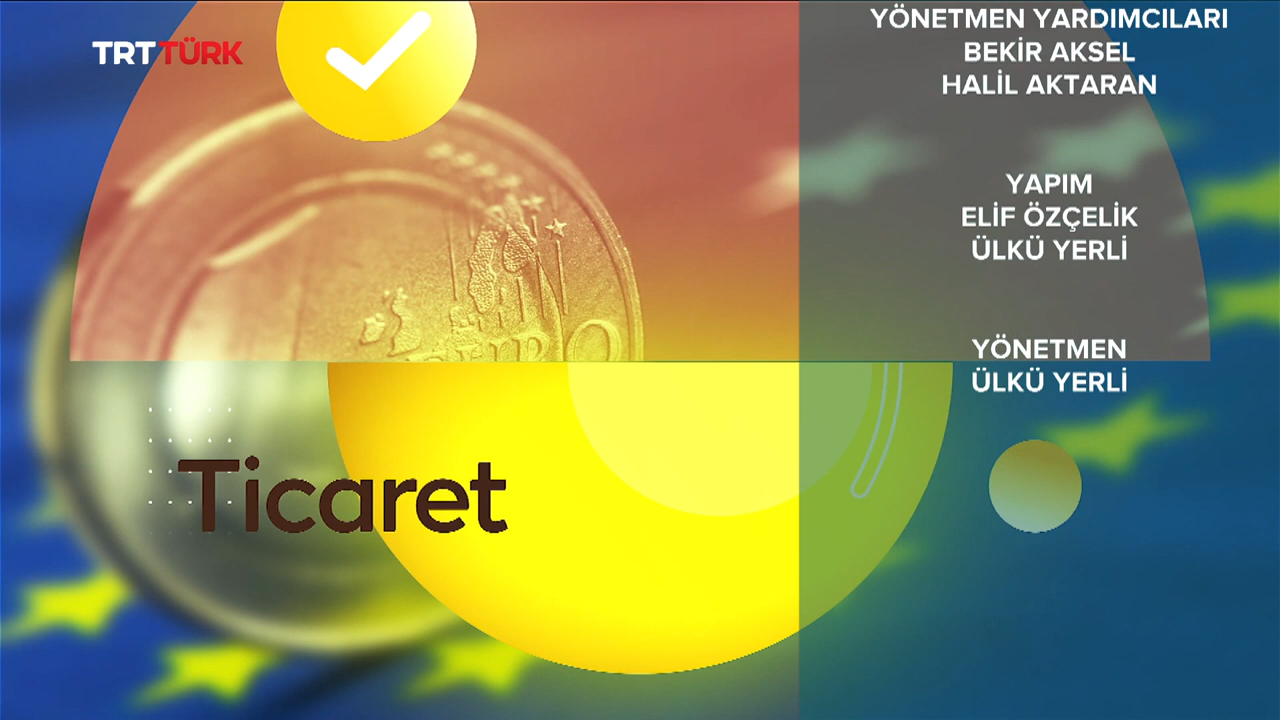 TRT TÜRK
YÖNETMEN YARDIMCILARI
BEKİR AKSEL
HALİL AKTARAN
YAPIM
ELİF ÖZÇELİK
ÜLKÜ YERLİ
YÖNETMEN
ÜLKÜ YERLİ
Ticaret